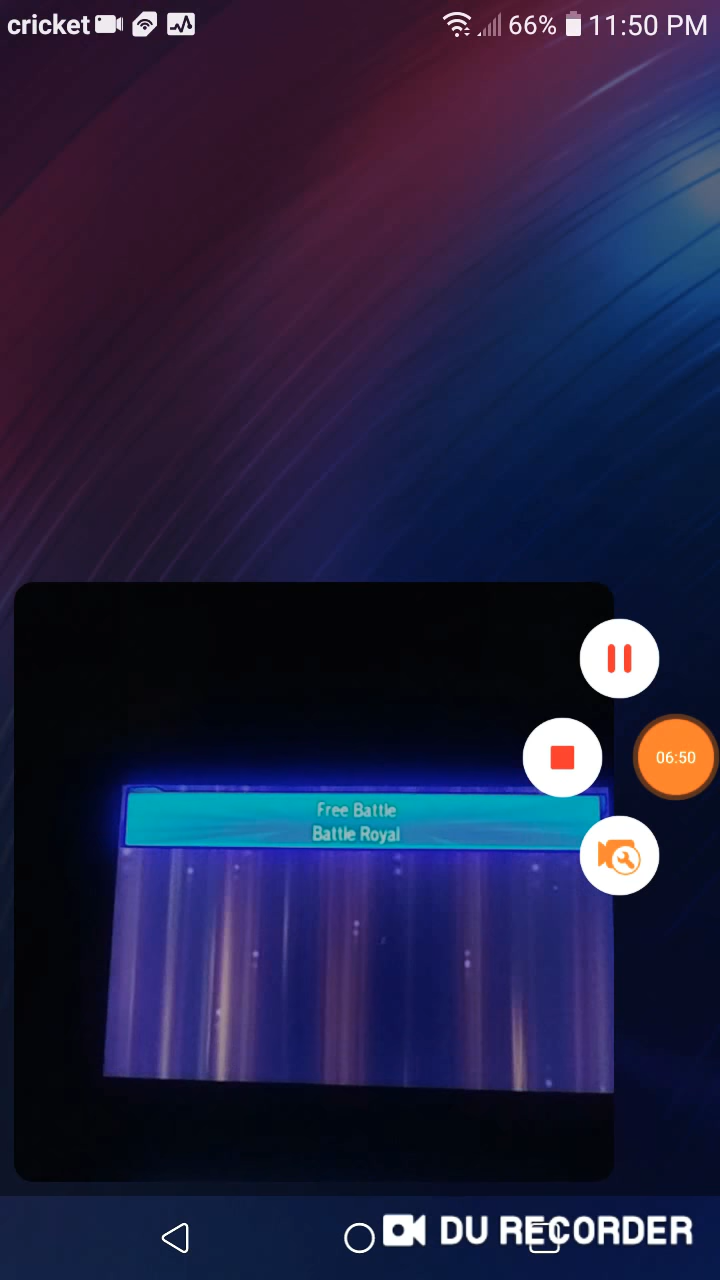 cricket 66% 11:50 PM
06:50
Free Battle
Battle Royal
DU RECORDER